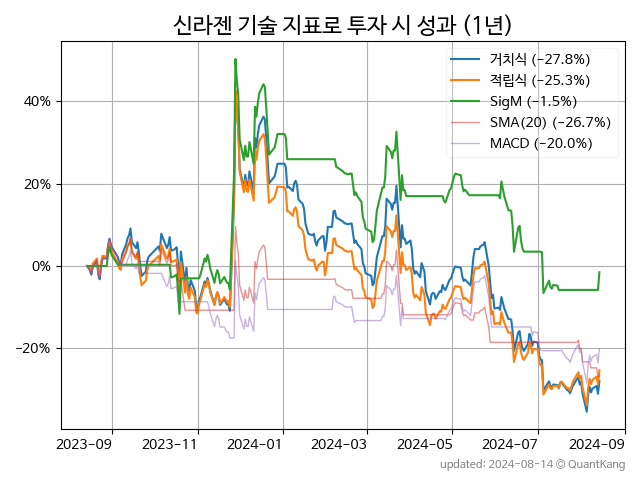 신라젠 기술 지표로 투자 시 성과 (1년)
거치식 (−27.8%)
적립식 (−25.3%)
SigM (−1.5%)
SMA(20) (−26.7%)
MACD (−20.0%)
40%
20%
0%
−20%
2023-09 2023-11 2024-01 2024-03 2024-05 2024-07 2024-09
updated: 2024-08-14 @ QuantKang